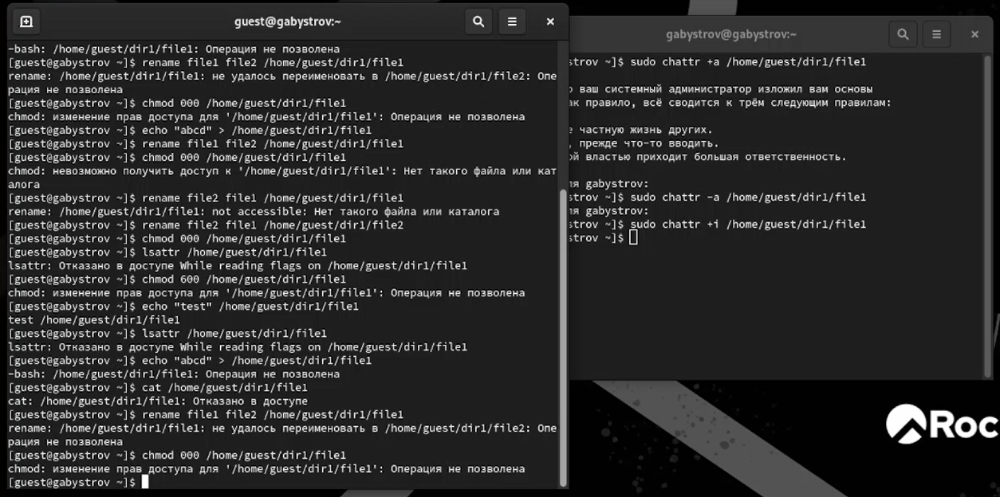 guest@gabystrov:~
-bash: /home/guest/dir1/file1: Операция не позволена
[guest@gabystrov ~]$ rename file1 file2 /home/guest/dir1/file1
rename: /home/guest/dir1/file1: не удалось переименовать в /home/guest/dir1/file2: Опе
рация не позволена
[guest@gabystrov ~]$ chmod 000 /home/guest/dir1/file1
chmod: изменение прав доступа для '/home/guest/dir1/file1': Операция не позволена
[guest@gabystrov ~]$ echo "abcd" > /home/guest/dir1/file1
[guest@gabystrov ~]$ rename file1 file2 /home/guest/dir1/file1
[guest@gabystrov ~]$ chmod 000 /home/guest/dir1/file1
chmod: невозможно получить доступ к '/home/guest/dir1/file1': Нет такого файла или кат
алога
[guest@gabystrov ~]$ rename file2 file1 /home/guest/dir1/file1
rename: /home/guest/dir1/file1: not accessible: Нет такого файла или каталога
[guest@gabystrov ~]$ rename file2 file1 /home/guest/dir1/file2
[guest@gabystrov ~]$ chmod 000 /home/guest/dir1/file1
[guest@gabystrov ~]$ lsattr /home/guest/dir1/file1
lsattr: Отказано в доступе While reading flags on /home/guest/dir1/file1
[guest@gabystrov ~]$ chmod 600 /home/guest/dir1/file1
chmod: изменение прав доступа для '/home/guest/dir1/file1': Операция не позволена
[guest@gabystrov ~]$ echo "test" /home/guest/dir1/file1
test /home/guest/dir1/file1
[guest@gabystrov ~]$ lsattr /home/guest/dir1/file1
lsattr: Отказано в доступе While reading flags on /home/guest/dir1/file1
[guest@gabystrov ~]$ echo "abcd" > /home/guest/dir1/file1
-bash: /home/guest/dir1/file1: Операция не позволена
[guest@gabystrov ~]$ cat /home/guest/dir1/file1
cat: /home/guest/dir1/file1: Отказано в доступе
[guest@gabystrov ~]$ rename file1 file2 /home/guest/dir1/file1
rename: /home/guest/dir1/file1: не удалось переименовать в /home/guest/dir1/file2: Опе
рация не позволена
[guest@gabystrov ~]$ chmod 000 /home/guest/dir1/file1
chmod: изменение прав доступа для '/home/guest/dir1/file1': Операция не позволена
[guest@gabystrov ~]$
gabystrov@gabystrov:~
strov ~]$ sudo chattr +a /home/guest/dir1/file1
о ваш системный администратор изложил вам основы
ак правило, всё сводится к трём следующим правилам:
е частную жизнь других.
, прежде что-то вводить.
ой властью приходит большая ответственность.
ля gabystrov:
strov ~]$ sudo chattr -a /home/guest/dir1/file1
ля gabystrov:
strov ~]$ sudo chattr +i /home/guest/dir1/file1
strov ~]$
Roc